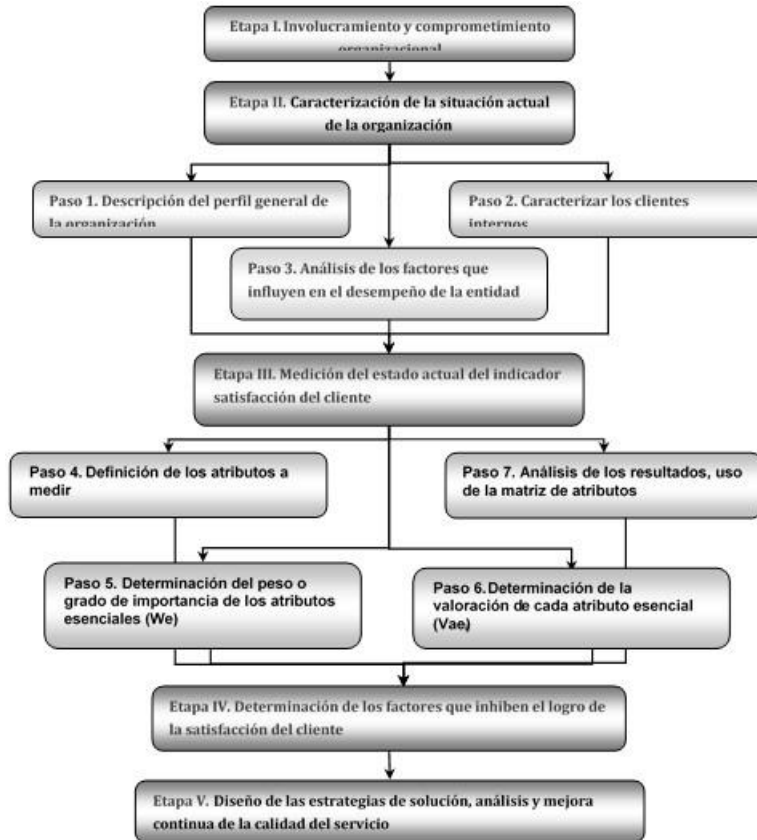 Etapa I. Involucramiento y comprometimiento
organizacional
Etapa II. Caracterización de la situación actual
de la organización
Paso 1. Descripción del perfil general de
la organización
Paso 2. Caracterizar los clientes
internos
Paso 3. Análisis de los factores que
influyen en el desempeño de la entidad
Etapa III. Medición del estado actual del indicador
satisfacción del cliente
Paso 4. Definición de los atributos a
medir
Paso 7. Análisis de los resultados, uso
de la matriz de atributos
Paso 5. Determinación del peso o
grado de importancia de los atributos
esenciales (We)
Paso 6. Determinación de la
valoración de cada atributo esencial
(Vae)
Etapa IV. Determinación de los factores que inhiben el logro de
la satisfacción del cliente
Etapa V. Diseño de las estrategias de solución, análisis y mejora
continua de la calidad del servicio